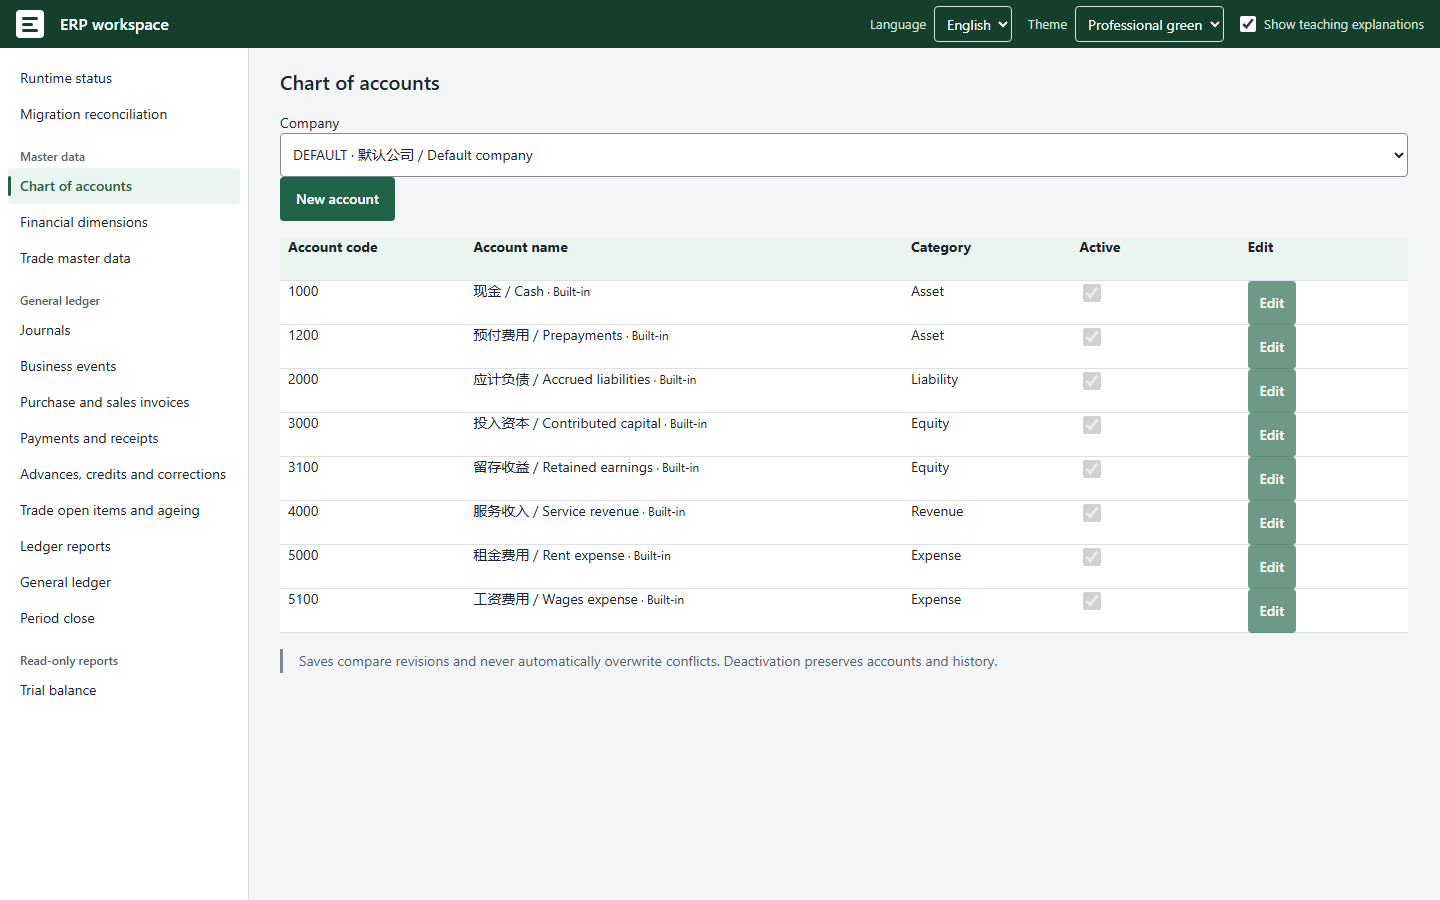 ERP workspace
Language English Theme Professional green Show teaching explanations
Runtime status
Migration reconciliation
Master data
Chart of accounts
Financial dimensions
Trade master data
General ledger
Journals
Business events
Purchase and sales invoices
Payments and receipts
Advances, credits and corrections
Trade open items and ageing
Ledger reports
General ledger
Period close
Read-only reports
Trial balance
Chart of accounts
Company
DEFAULT · 默认公司 / Default company
New account
Account code Account name Category Active Edit
1000 现金 / Cash · Built-in Asset Edit
1200 预付费用 / Prepayments · Built-in Asset Edit
2000 应计负债 / Accrued liabilities · Built-in Liability Edit
3000 投入资本 / Contributed capital · Built-in Equity Edit
3100 留存收益 / Retained earnings · Built-in Equity Edit
4000 服务收入 / Service revenue · Built-in Revenue Edit
5000 租金费用 / Rent expense · Built-in Expense Edit
5100 工资费用 / Wages expense · Built-in Expense Edit
Saves compare revisions and never automatically overwrite conflicts. Deactivation preserves accounts and history.